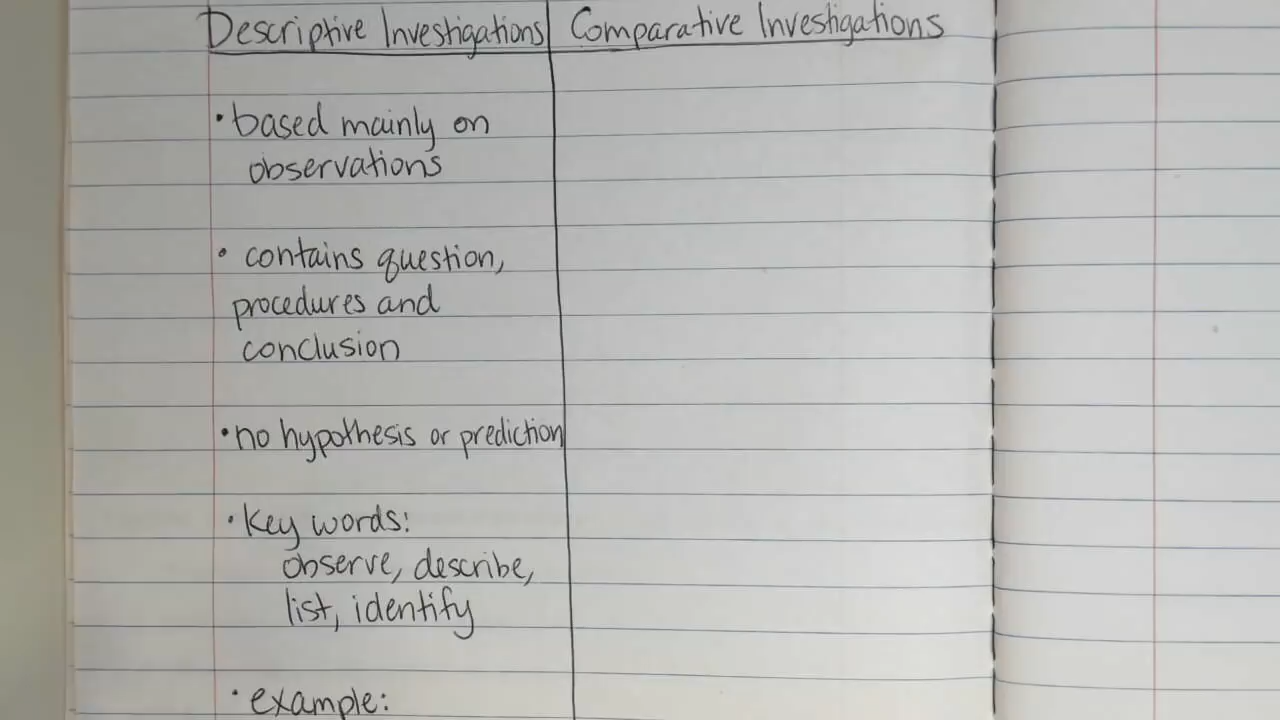 Descriptive Investigations Comparative Investigations
• based mainly on
observations
• contains question,
procedures and
conclusion
• no hypothesis or prediction
• Key words:
observe, describe,
list, identify
• example: